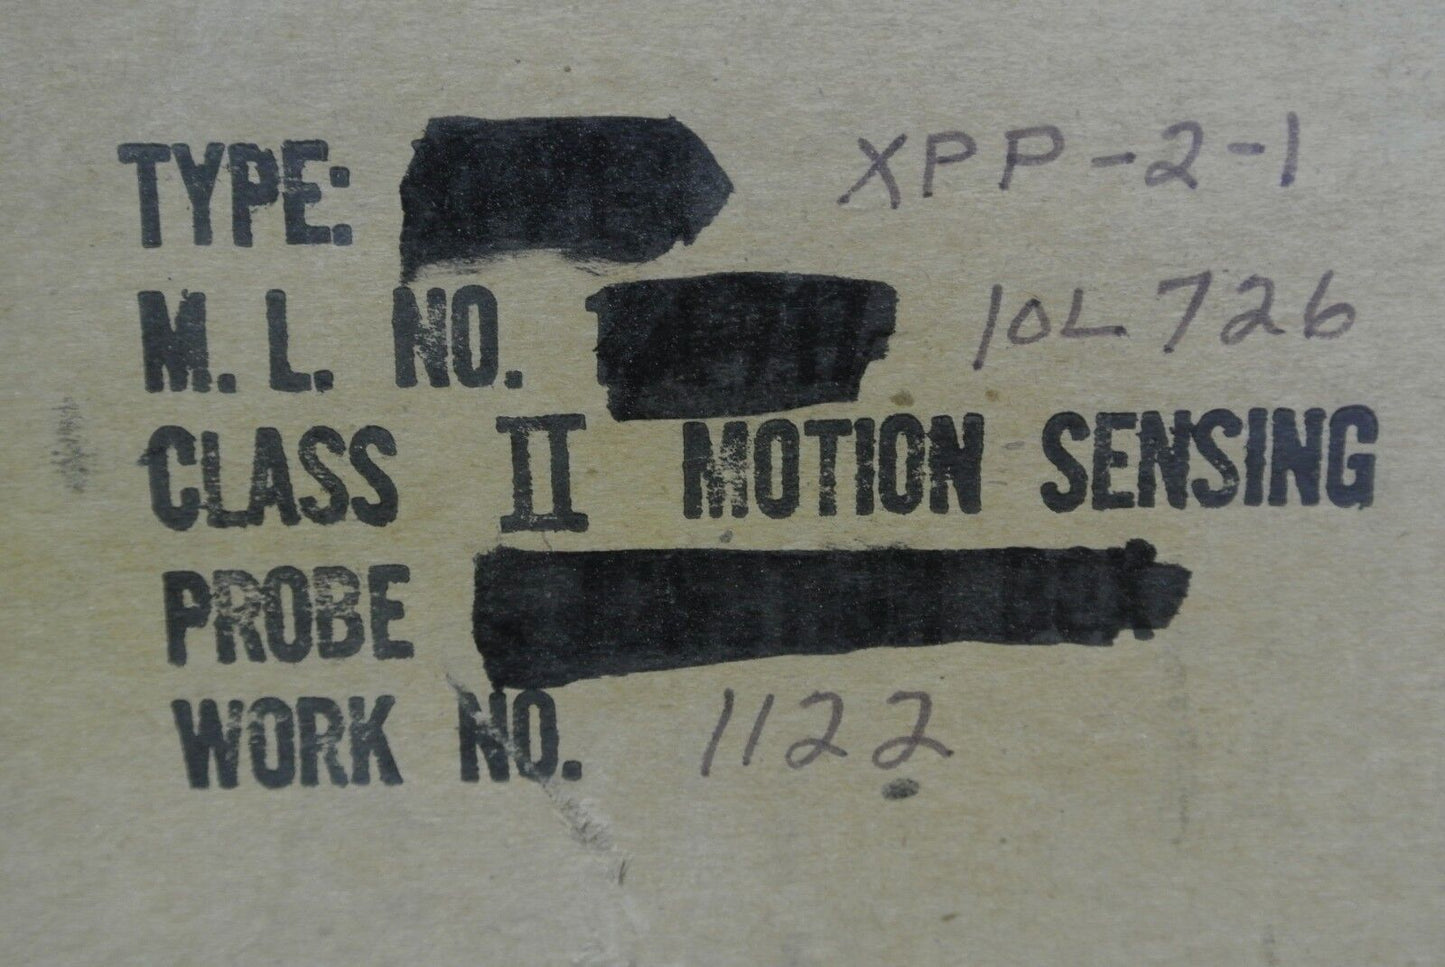 TYPE: XPP-2-1
M. L. NO. 10L726
CLASS II MOTION SENSING
PROBE
WORK NO. 1122